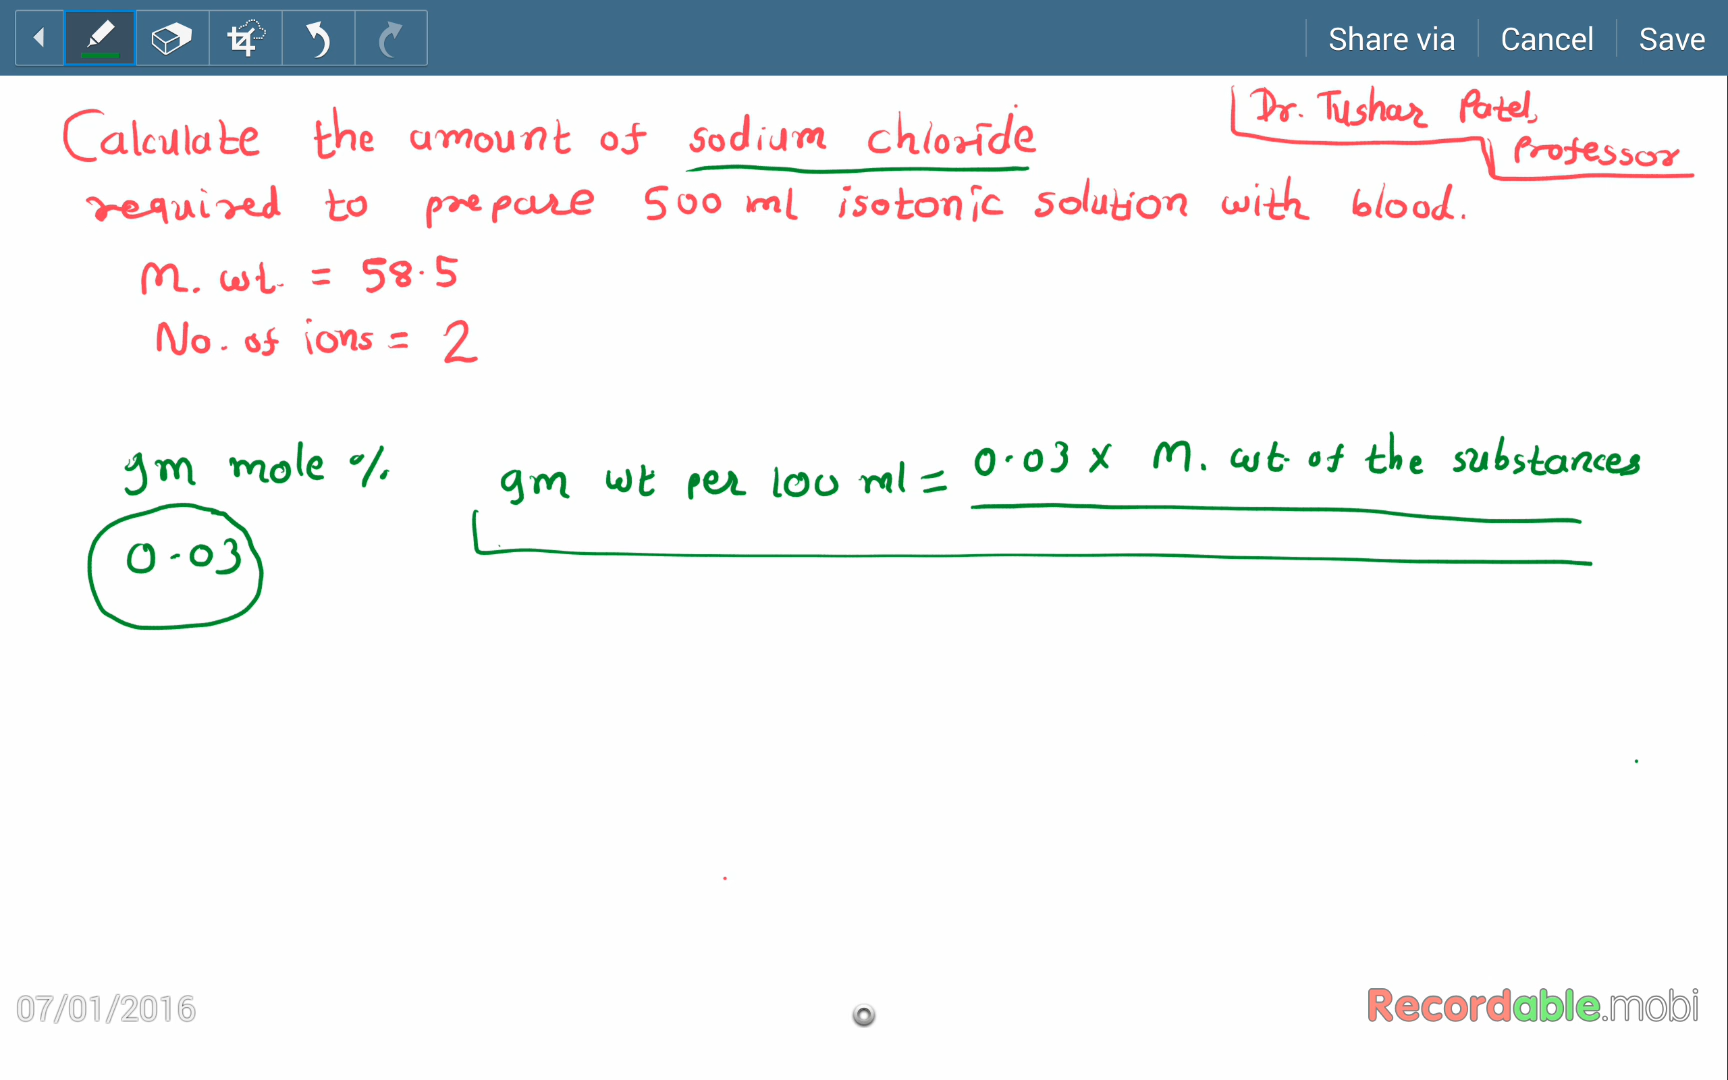 Share via
Cancel
Save
Dr. Tushar Patel,
Professor
Calculate the amount of sodium chloride
required to prepare 500 ml isotonic solution with blood.
M. wt. = 58.5
No. of ions = 2
gm mole %
0.03
gm wt per 100 ml = 0.03 x M. wt. of the substances
07/01/2016
Recordable.mobi